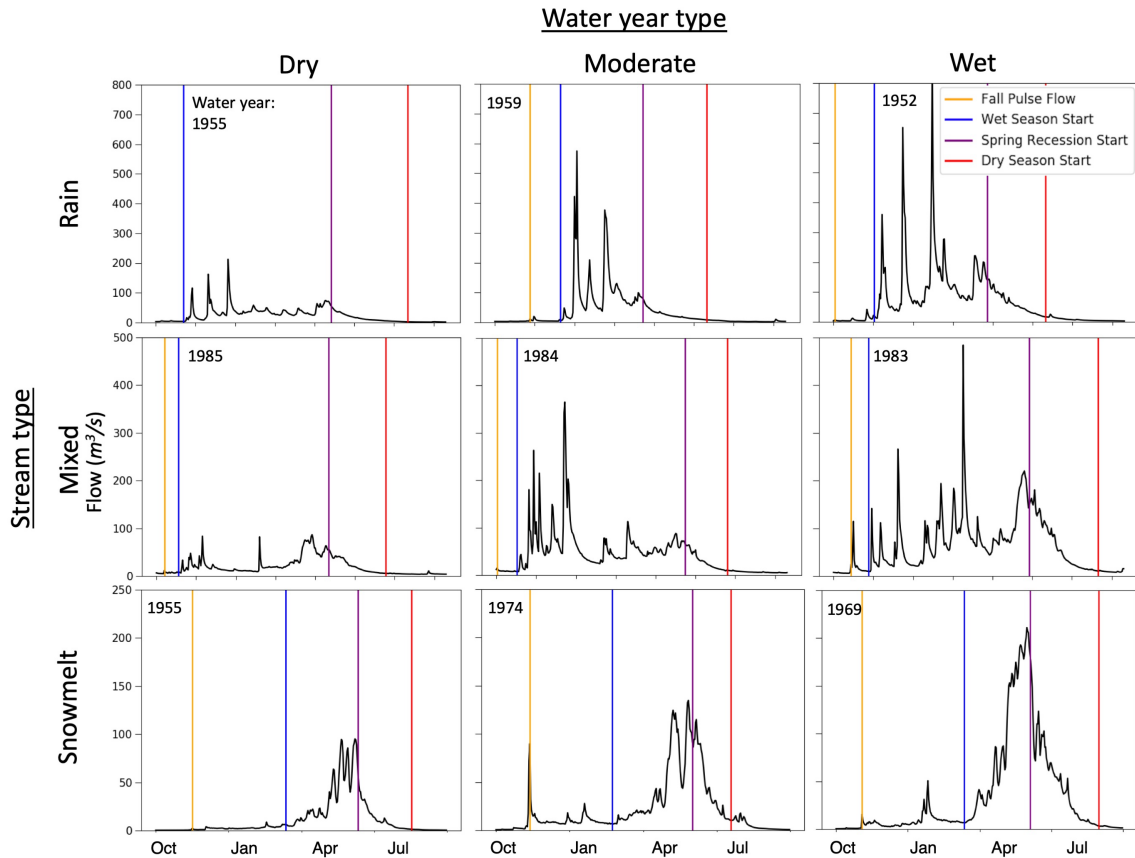 Water year type
Dry
Moderate
Wet
Stream type
Rain
800
700
600
500
400
300
200
100
0
Water year:
1955
1959
1952
Fall Pulse Flow
Wet Season Start
Spring Recession Start
Dry Season Start
Mixed
Flow (m³/s)
500
400
300
200
100
0
1985
1984
1983
Snowmelt
250
200
150
100
50
0
1955
1974
1969
Oct Jan Apr Jul
Oct Jan Apr Jul
Oct Jan Apr Jul